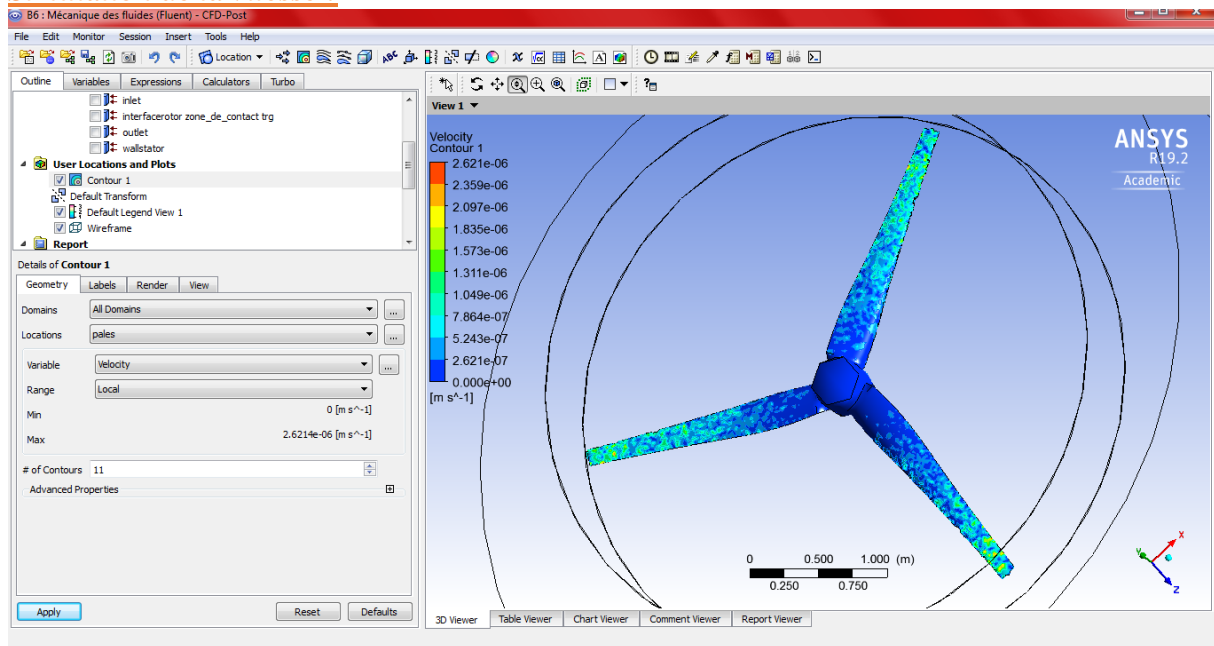 B6 : Mécanique des fluides (Fluent) - CFD-Post
File Edit Monitor Session Insert Tools Help
Location
Outline Variables Expressions Calculators Turbo
inlet
interfacerotor zone_de_contact trg
outlet
wallstator
User Locations and Plots
Contour 1
Default Transform
Default Legend View 1
Wireframe
Report
Details of Contour 1
Geometry Labels Render View
Domains All Domains ...
Locations pales ...
Variable Velocity ...
Range Local
Min 0 [m s^-1]
Max 2.6214e-06 [m s^-1]
# of Contours 11
Advanced Properties
Apply Reset Defaults
View 1
Velocity
Contour 1
2.621e-06
2.359e-06
2.097e-06
1.835e-06
1.573e-06
1.311e-06
1.049e-06
7.864e-07
5.243e-07
2.621e-07
0.000e+00
[m s^-1]
ANSYS
R19.2
Academic
0 0.500 1.000 (m)
0.250 0.750
X
Y
Z
3D Viewer Table Viewer Chart Viewer Comment Viewer Report Viewer